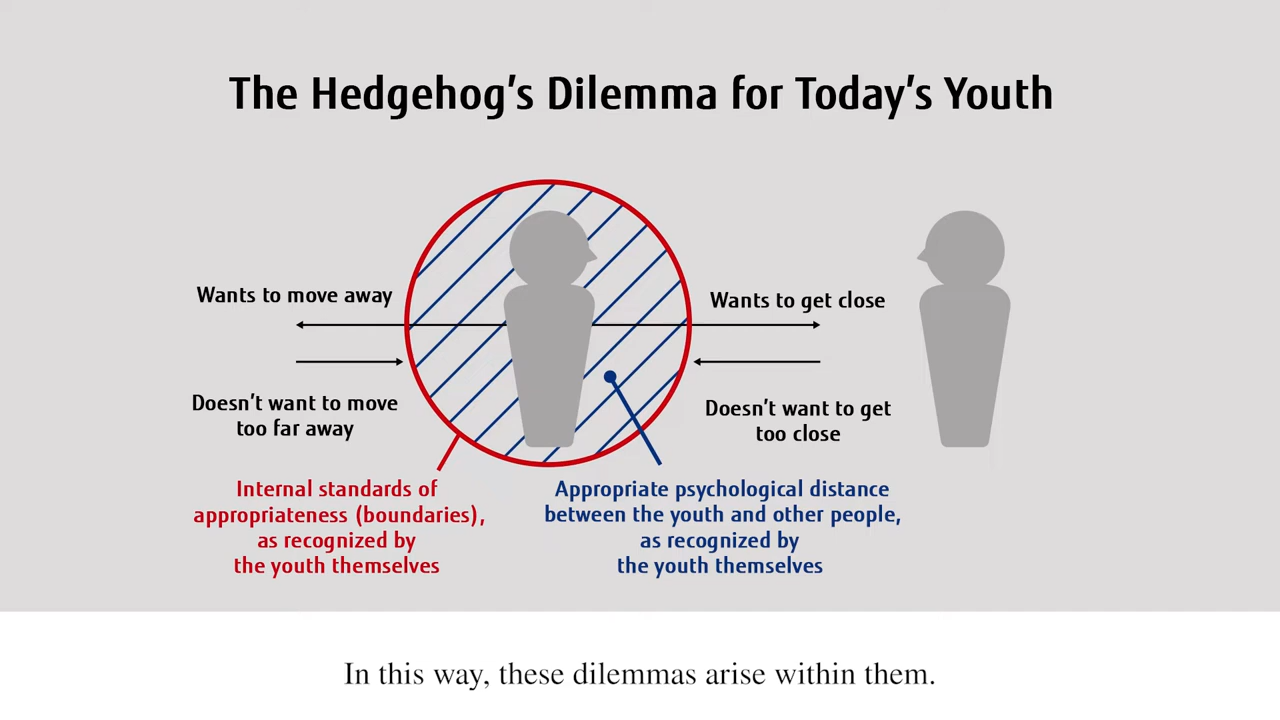 The Hedgehog's Dilemma for Today's Youth
Wants to move away
Wants to get close
Doesn't want to move
too far away
Doesn't want to get
too close
Internal standards of
appropriateness (boundaries),
as recognized by
the youth themselves
Appropriate psychological distance
between the youth and other people,
as recognized by
the youth themselves
In this way, these dilemmas arise within them.